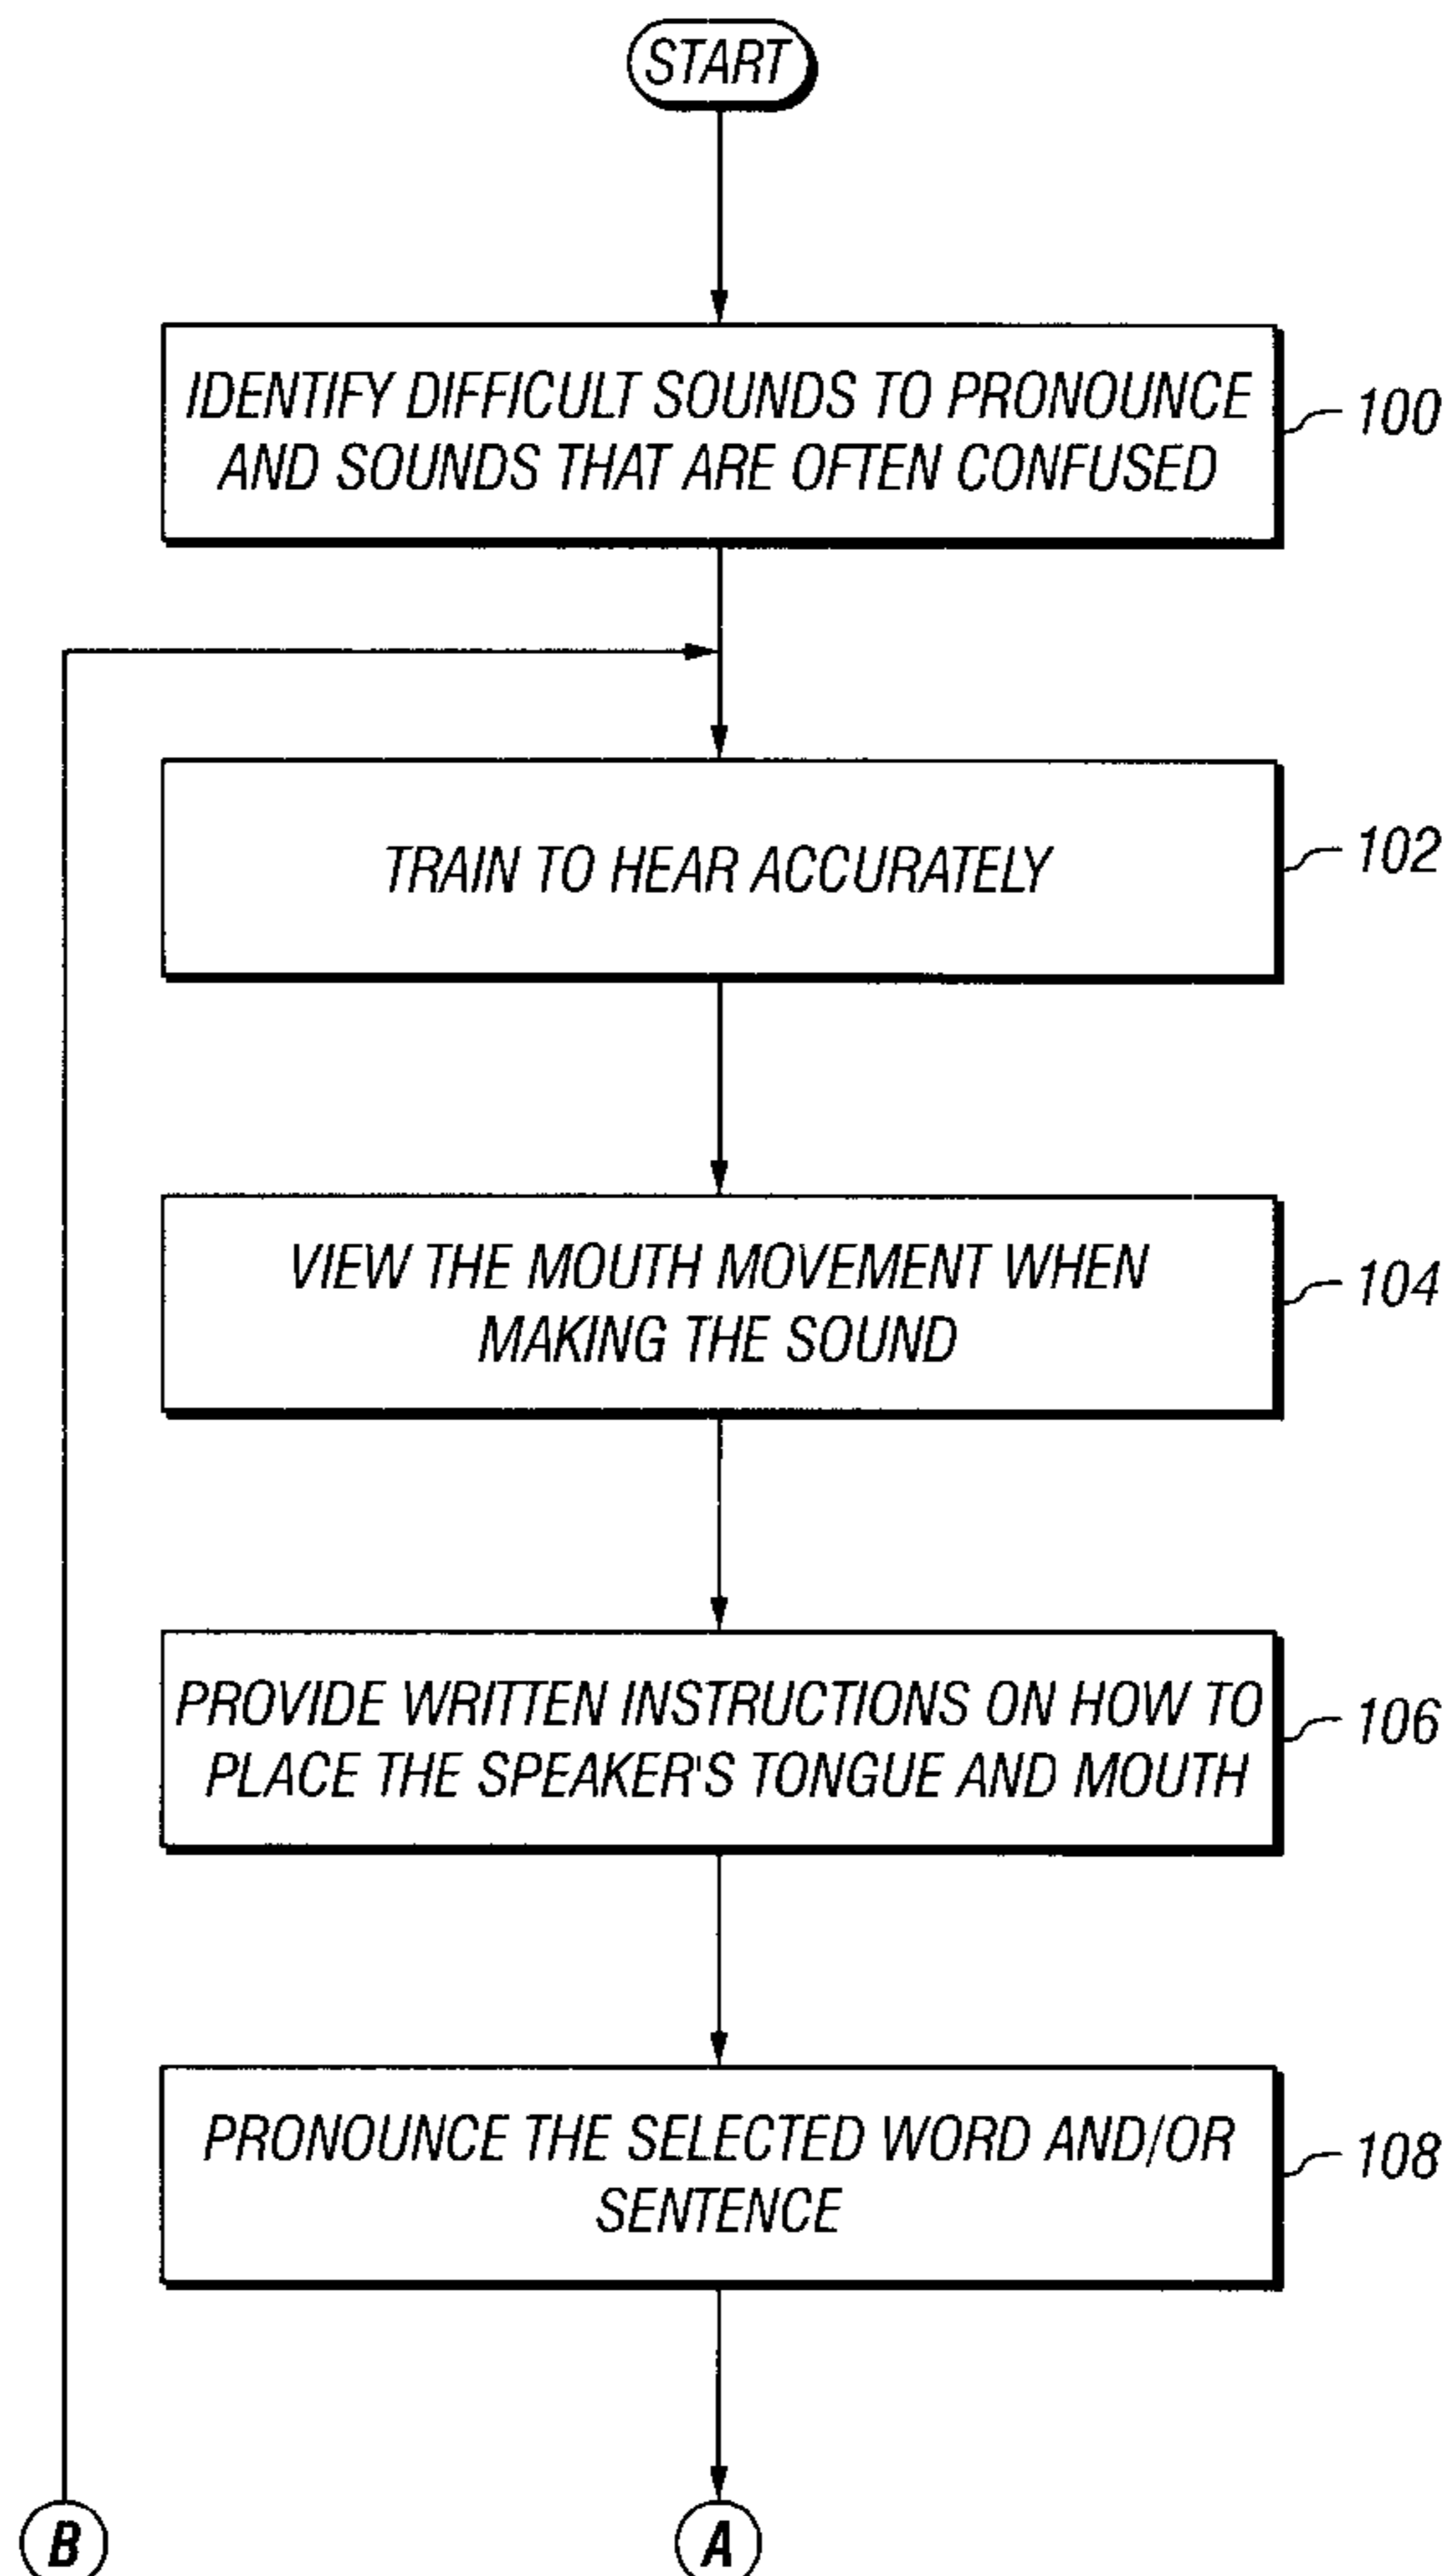 START
IDENTIFY DIFFICULT SOUNDS TO PRONOUNCE
AND SOUNDS THAT ARE OFTEN CONFUSED
100
TRAIN TO HEAR ACCURATELY
102
VIEW THE MOUTH MOVEMENT WHEN
MAKING THE SOUND
104
PROVIDE WRITTEN INSTRUCTIONS ON HOW TO
PLACE THE SPEAKER'S TONGUE AND MOUTH
106
PRONOUNCE THE SELECTED WORD AND/OR
SENTENCE
108
B
A